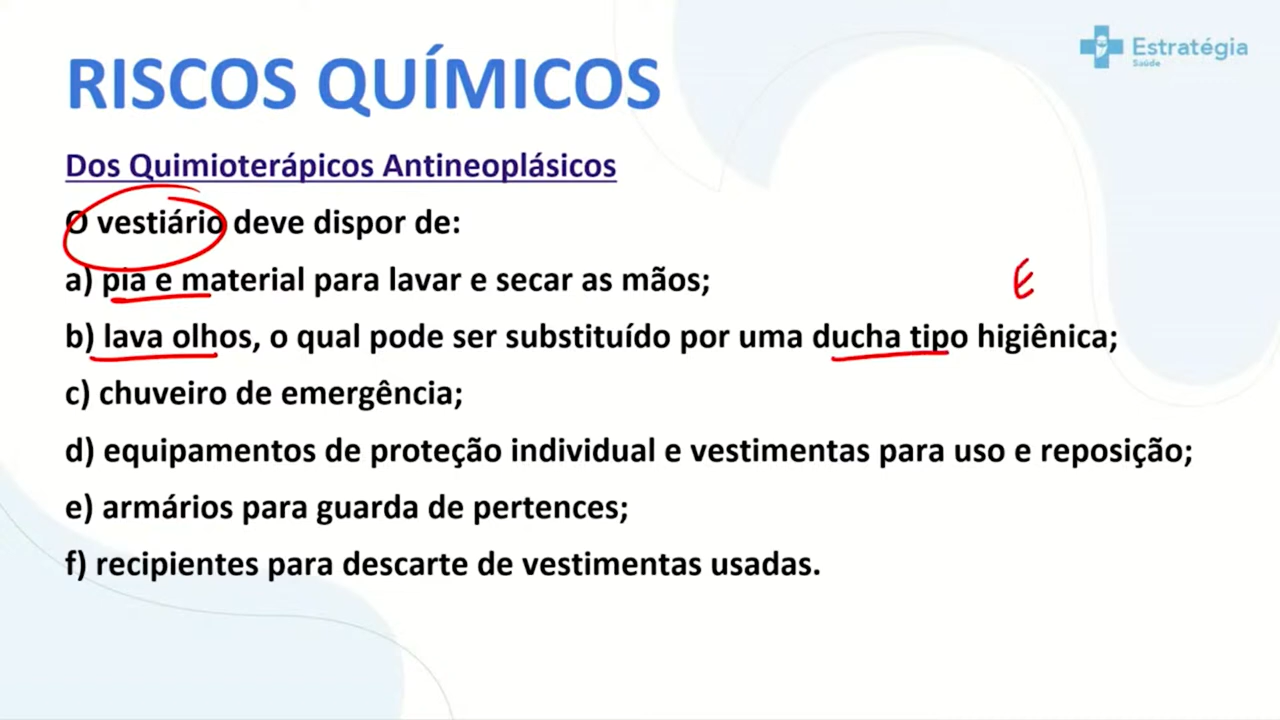 Estratégia
Saúde
RISCOS QUÍMICOS
Dos Quimioterápicos Antineoplásicos
O vestiário deve dispor de:
a) pia e material para lavar e secar as mãos;
E
b) lava olhos, o qual pode ser substituído por uma ducha tipo higiênica;
c) chuveiro de emergência;
d) equipamentos de proteção individual e vestimentas para uso e reposição;
e) armários para guarda de pertences;
f) recipientes para descarte de vestimentas usadas.